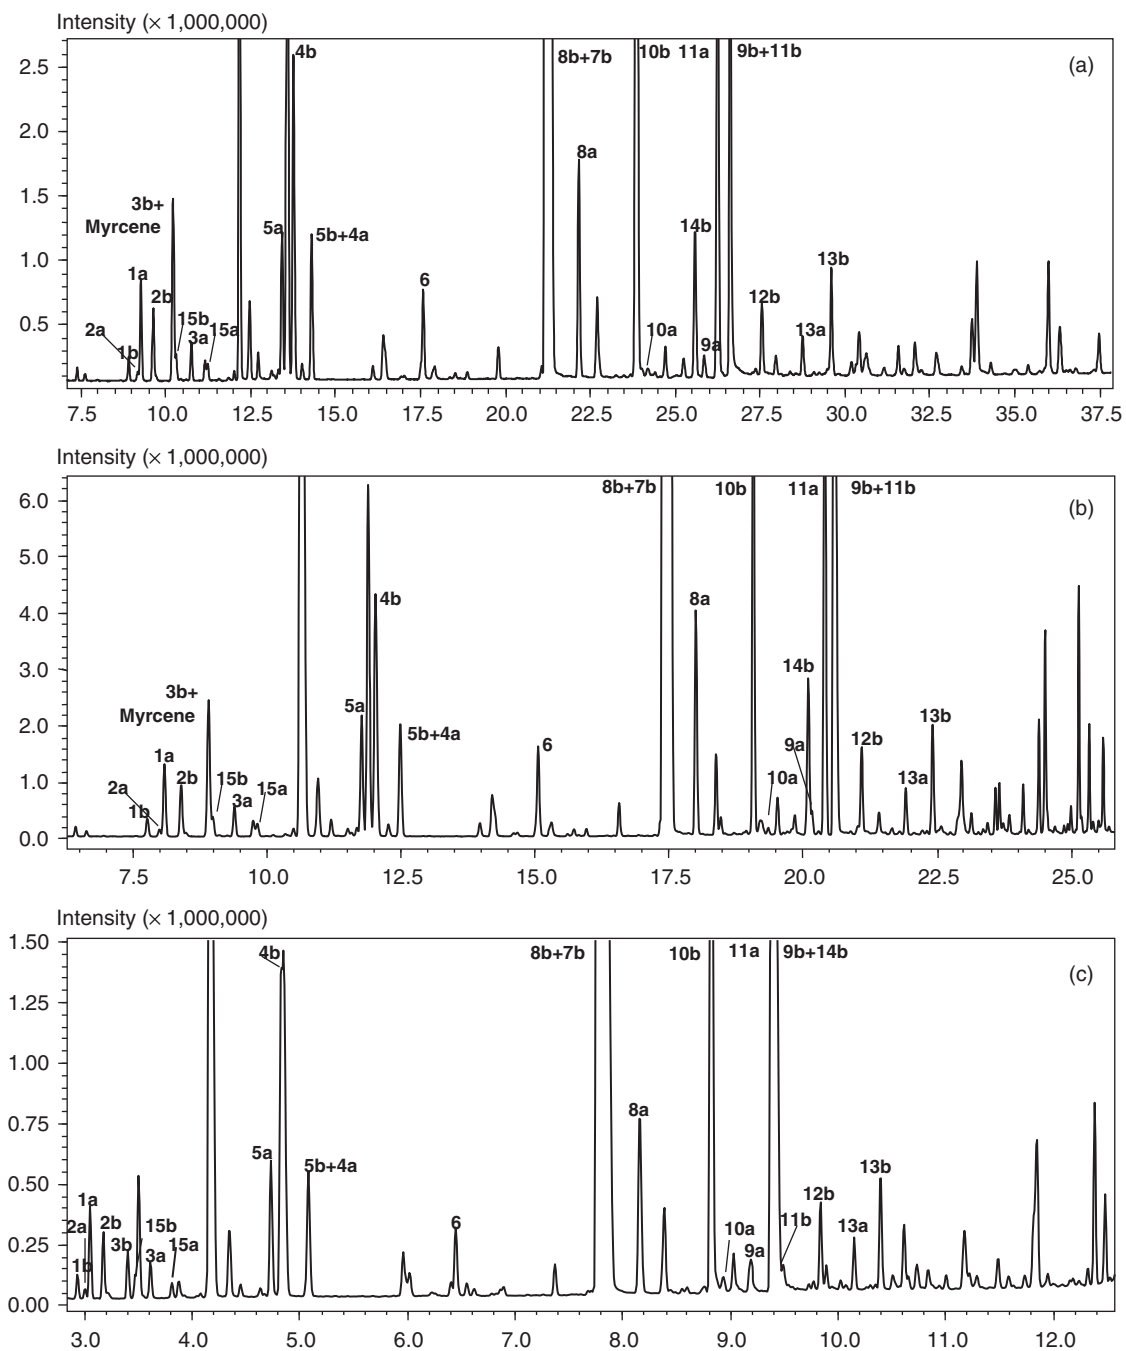 Intensity (× 1,000,000)
4b
8b+7b
10b
11a
9b+11b
(a)
2.5
2.0
8a
1.5
3b+
Myrcene
5a
5b+4a
14b
1.0
1a
2b
6
13b
12b
15b
2a
15a
0.5
3a
10a
13a
1b
9a
7.5
10.0
12.5
15.0
17.5
20.0
22.5
25.0
27.5
30.0
32.5
35.0
37.5
Intensity (× 1,000,000)
8b+7b
10b
11a
9b+11b
(b)
6.0
5.0
4b
8a
4.0
3.0
14b
3b+
Myrcene
5a
5b+4a
13b
2.0
1a
6
9a
12b
2b
15b
10a
13a
1.0
2a
15a
3a
1b
0.0
7.5
10.0
12.5
15.0
17.5
20.0
22.5
25.0
Intensity (× 1,000,000)
1.50
4b
8b+7b
10b
11a
9b+14b
(c)
1.25
1.00
8a
0.75
5a
5b+4a
13b
0.50
1a
12b
2a
2b
15b
6
10a
11b
13a
0.25
3b
15a
3a
9a
1b
0.00
3.0
4.0
5.0
6.0
7.0
8.0
9.0
10.0
11.0
12.0